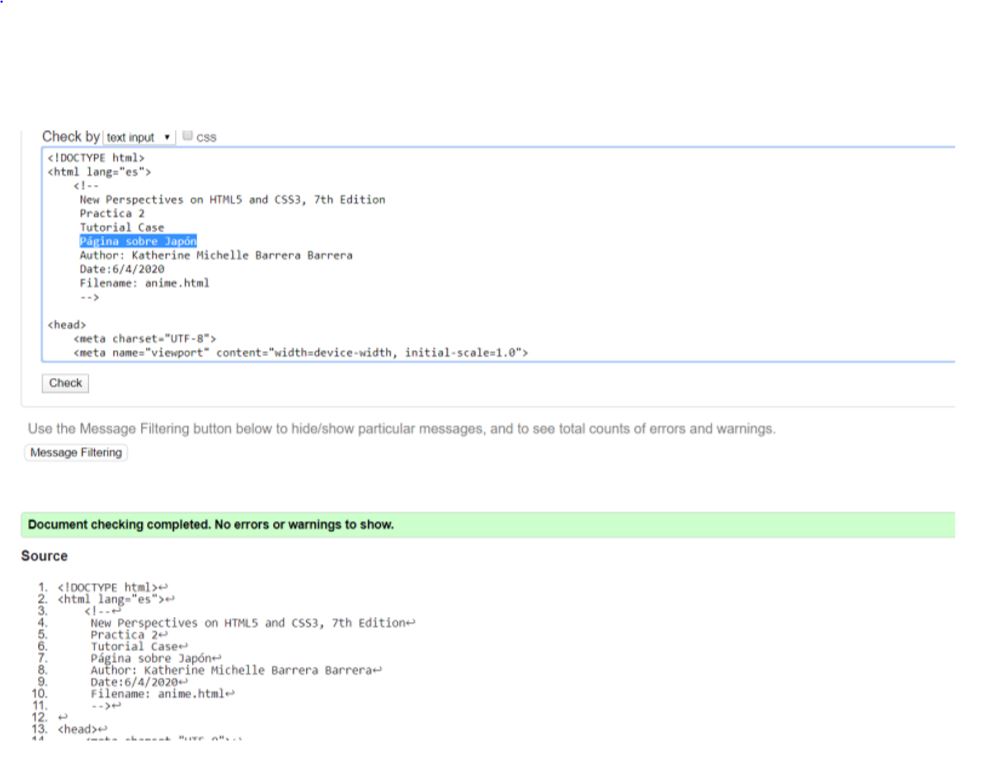 Check by text input ▼ css
<!DOCTYPE html>
<html lang="es">
<!--
New Perspectives on HTML5 and CSS3, 7th Edition
Practica 2
Tutorial Case
Página sobre Japón
Author: Katherine Michelle Barrera Barrera
Date:6/4/2020
Filename: anime.html
-->
<head>
<meta charset="UTF-8">
<meta name="viewport" content="width=device-width, initial-scale=1.0">
Check
Use the Message Filtering button below to hide/show particular messages, and to see total counts of errors and warnings.
Message Filtering
Document checking completed. No errors or warnings to show.
Source
1. <!DOCTYPE html>↩
2. <html lang="es">↩
3. <!--↩
4. New Perspectives on HTML5 and CSS3, 7th Edition↩
5. Practica 2↩
6. Tutorial Case↩
7. Página sobre Japón↩
8. Author: Katherine Michelle Barrera Barrera↩
9. Date:6/4/2020↩
10. Filename: anime.html↩
11. -->↩
12. ↩
13. <head>↩